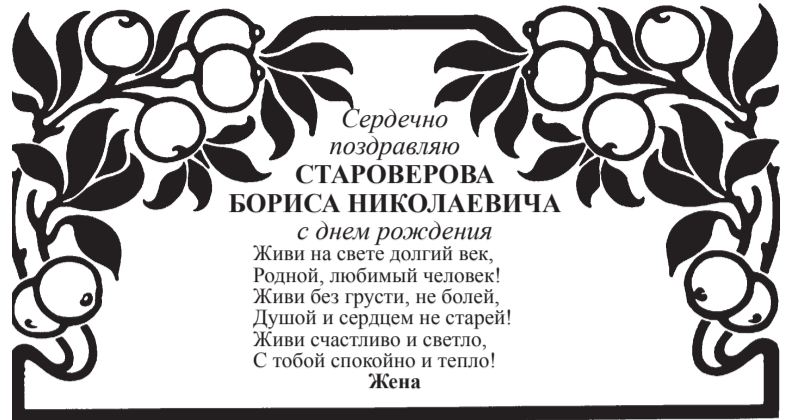 Сердечно
поздравляю
СТАРОВЕРОВА
БОРИСА НИКОЛАЕВИЧА
с днем рождения
Живи на свете долгий век,
Родной, любимый человек!
Живи без грусти, не болей,
Душой и сердцем не старей!
Живи счастливо и светло,
С тобой спокойно и тепло!
Жена